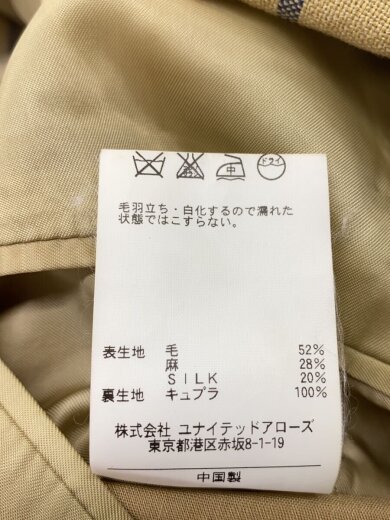 中 ドライ
毛羽立ち・白化するので濡れた
状態ではこすらない。
表生地 毛 52%
麻 28%
SILK 20%
裏生地 キュプラ 100%
株式会社 ユナイテッドアローズ
東京都港区赤坂8-1-19
中国製